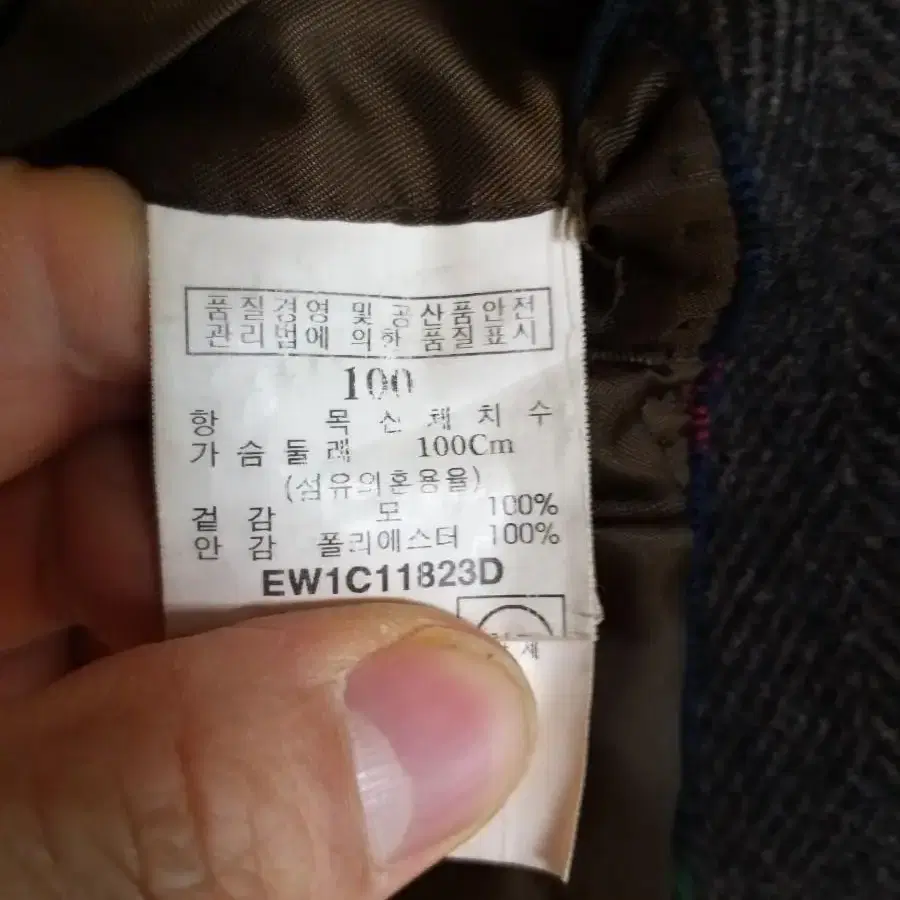 품질경영 및 공산품안전
관리법에 의한 품질표시
100
항 목 신체치수
가슴둘레 100Cm
(섬유의혼용율)
겉감 모 100%
안감 폴리에스터 100%
EW1C11823D